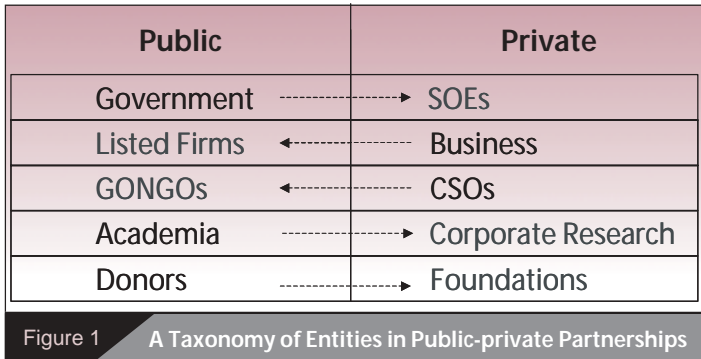 Public Private
Government SOEs
Listed Firms Business
GONGOs CSOs
Academia Corporate Research
Donors Foundations
Figure 1 A Taxonomy of Entities in Public-private Partnerships